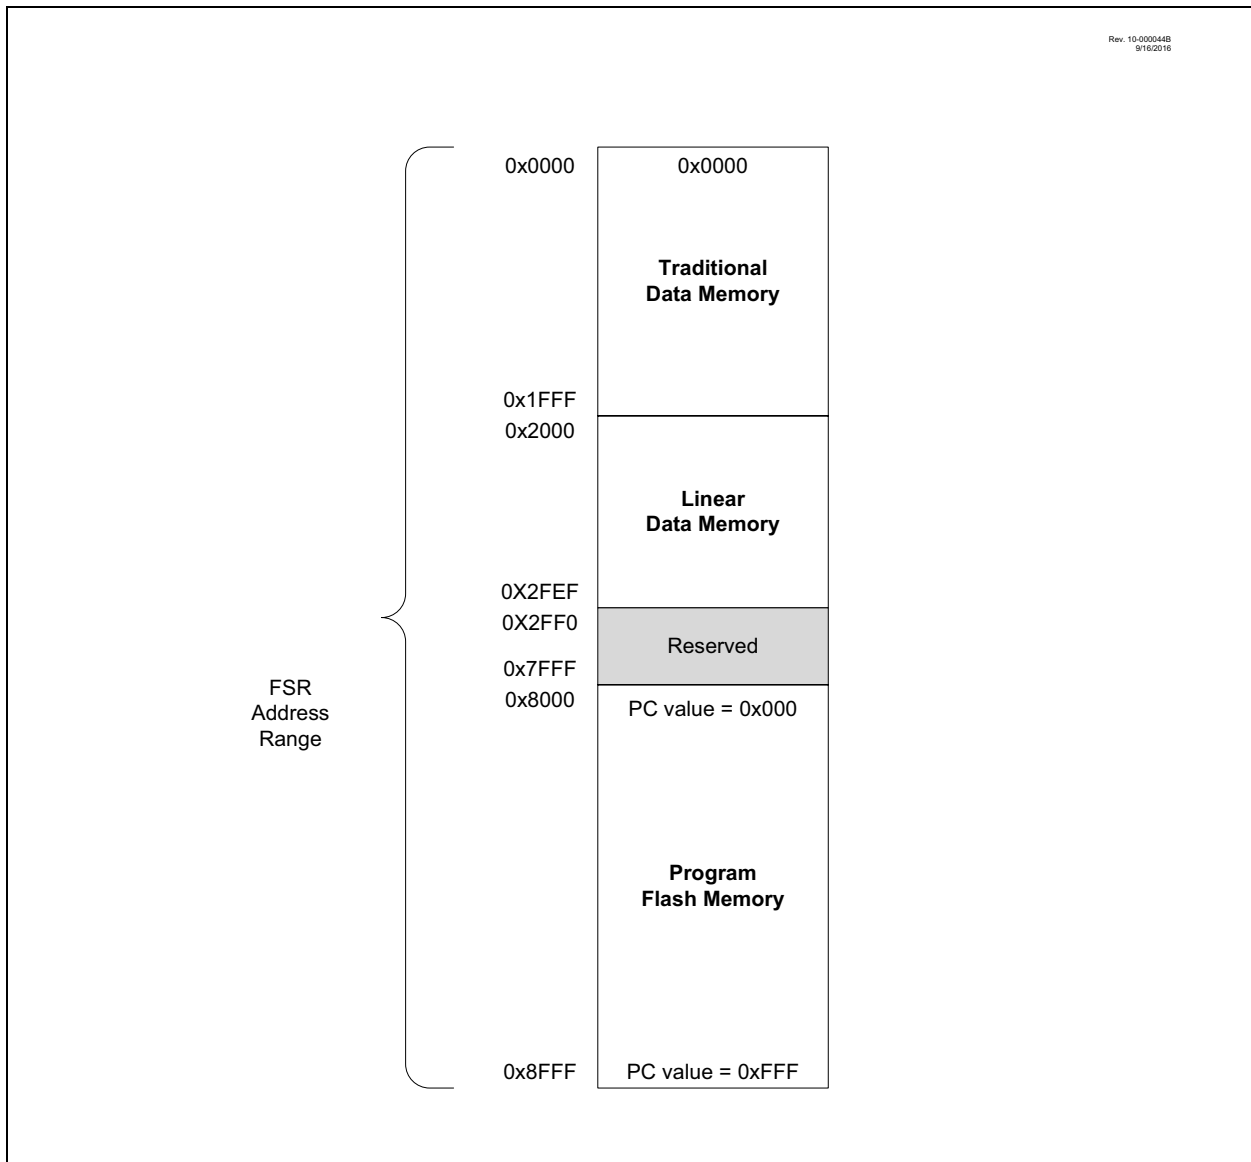 Rev. 10-000044B
9/16/2016
0x0000
0x0000
Traditional
Data Memory
0x1FFF
0x2000
Linear
Data Memory
0X2FEF
0X2FF0
Reserved
0x7FFF
0x8000
PC value = 0x000
FSR
Address
Range
Program
Flash Memory
0x8FFF
PC value = 0xFFF